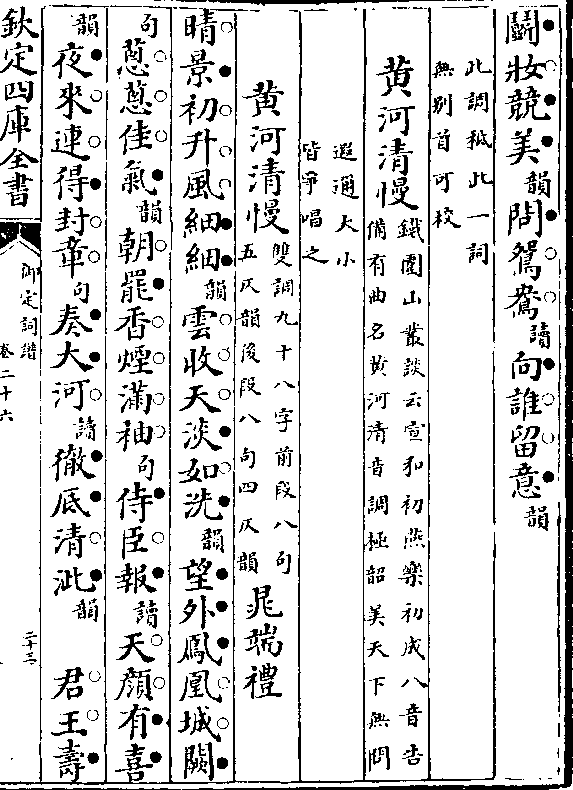 鬬妝競美韻問鴛鴦讀向誰留意韻
此調秪此一詞
無别首可校
黄河清慢
鐵圍山叢談云宣和初燕樂初成八音告
備有曲名黄河清音調極韶美天下無問
遐邇大小
皆爭唱之
黄河清慢
雙調九十八字前段八句
五仄韻後段八句四仄韻
晁端禮
晴景初升風細細韻雲收天淡如洗韻望外鳳凰城闕
句葱葱佳氣韻朝罷香煙滿袖句侍臣報讀天顔有喜
韻夜來連得封章句奏大河讀徹底清泚韻 君王壽
欽定四庫全書
御定詞譜
卷二十六
二十三